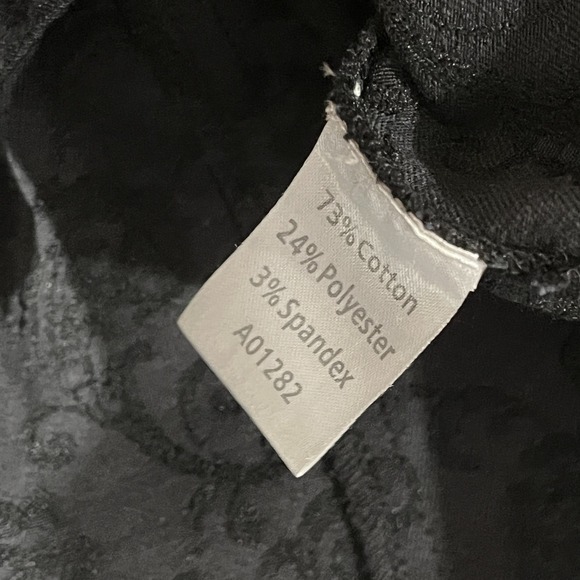 73% Cotton
24% Polyester
3% Spandex
A01282